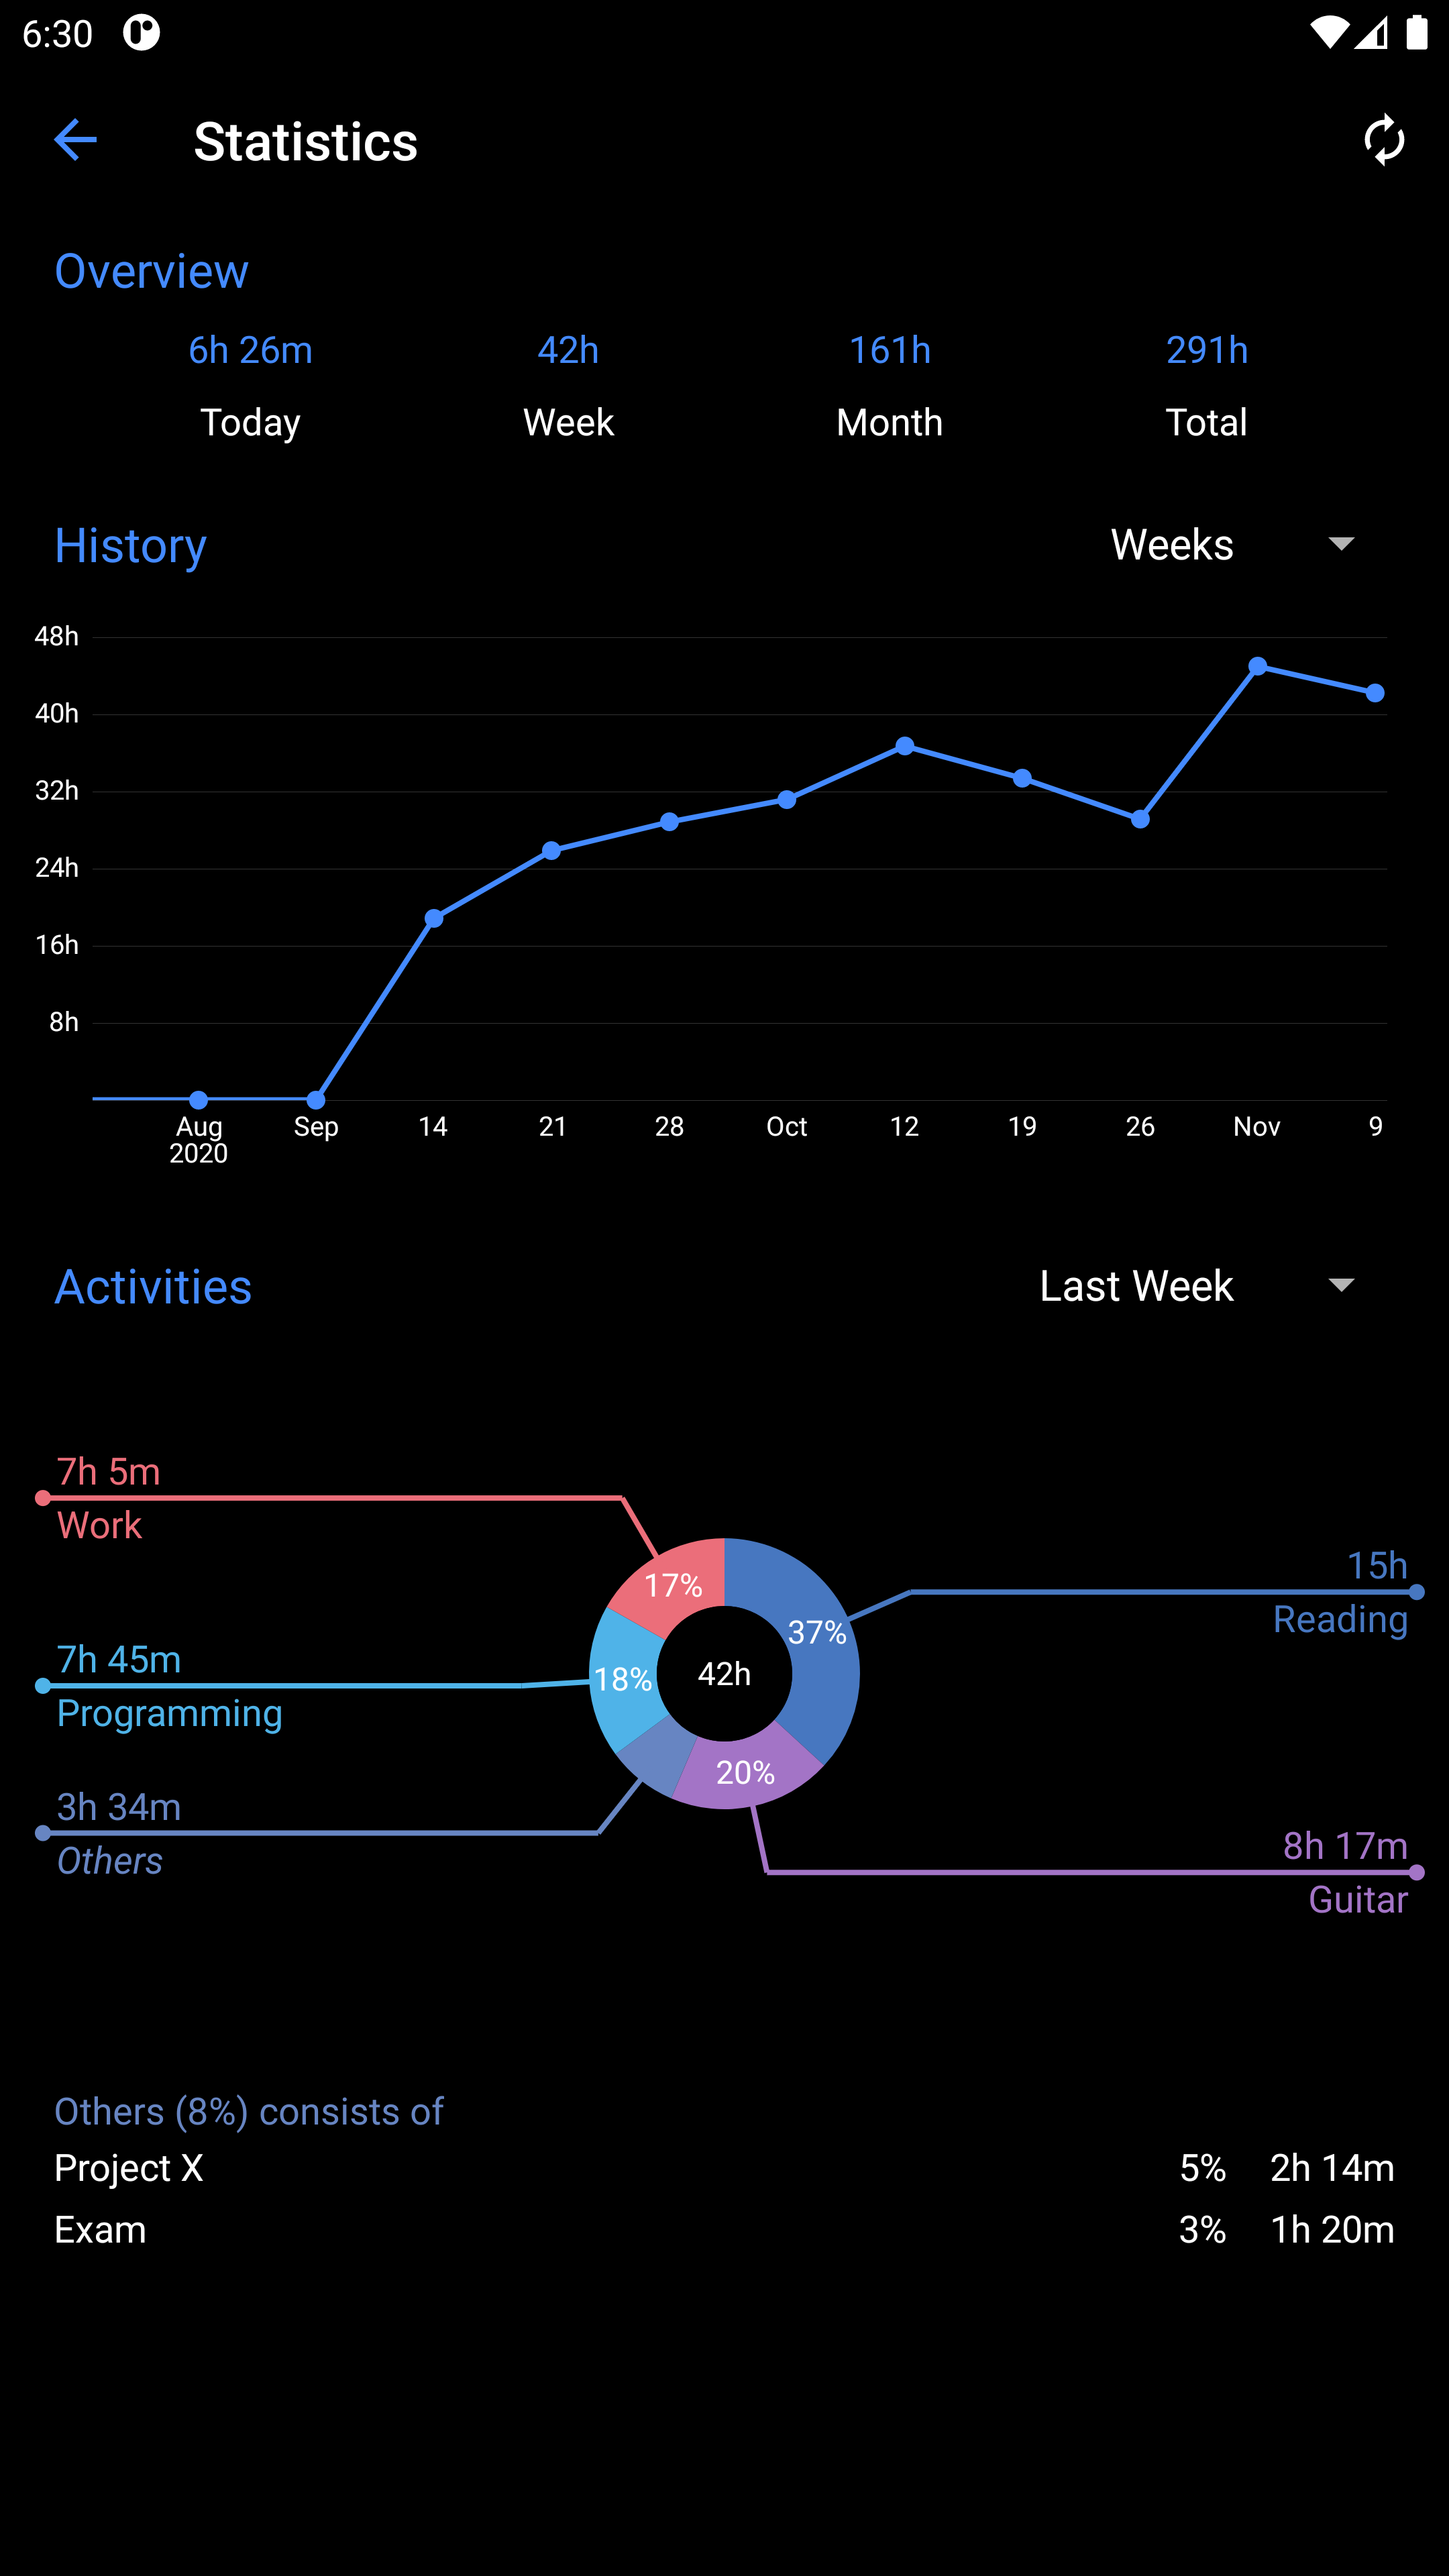 6:30
Statistics
Overview
6h 26m 42h 161h 291h
Today Week Month Total
History Weeks
48h
40h
32h
24h
16h
8h
Aug Sep 14 21 28 Oct 12 19 26 Nov 9
2020
Activities Last Week
7h 5m
Work
15h
Reading
17%
37%
7h 45m
Programming
18%
42h
20%
3h 34m
Others
8h 17m
Guitar
Others (8%) consists of
Project X 5% 2h 14m
Exam 3% 1h 20m